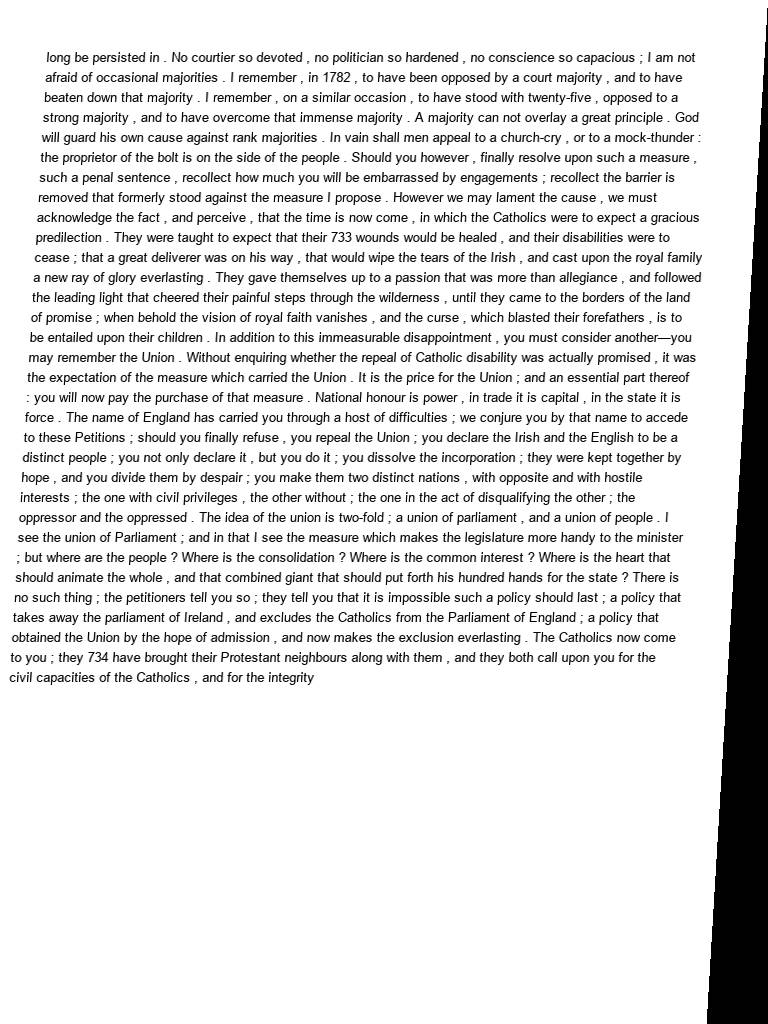 long be persisted in . No courtier so devoted , no politician so hardened , no conscience so capacious ; I am not
afraid of occasional majorities . I remember , in 1782 , to have been opposed by a court majority , and to have
beaten down that majority . I remember , on a similar occasion , to have stood with twenty-five , opposed to a
strong majority , and to have overcome that immense majority . A majority can not overlay a great principle . God
will guard his own cause against rank majorities . In vain shall men appeal to a church-cry , or to a mock-thunder :
the proprietor of the bolt is on the side of the people . Should you however , finally resolve upon such a measure ,
such a penal sentence , recollect how much you will be embarrassed by engagements ; recollect the barrier is
removed that formerly stood against the measure I propose . However we may lament the cause , we must
acknowledge the fact , and perceive , that the time is now come , in which the Catholics were to expect a gracious
predilection . They were taught to expect that their 733 wounds would be healed , and their disabilities were to
cease ; that a great deliverer was on his way , that would wipe the tears of the Irish , and cast upon the royal family
a new ray of glory everlasting . They gave themselves up to a passion that was more than allegiance , and followed
the leading light that cheered their painful steps through the wilderness , until they came to the borders of the land
of promise ; when behold the vision of royal faith vanishes , and the curse , which blasted their forefathers , is to
be entailed upon their children . In addition to this immeasurable disappointment , you must consider another—you
may remember the Union . Without enquiring whether the repeal of Catholic disability was actually promised , it was
the expectation of the measure which carried the Union . It is the price for the Union ; and an essential part thereof
: you will now pay the purchase of that measure . National honour is power , in trade it is capital , in the state it is
force . The name of England has carried you through a host of difficulties ; we conjure you by that name to accede
to these Petitions ; should you finally refuse , you repeal the Union ; you declare the Irish and the English to be a
distinct people ; you not only declare it , but you do it ; you dissolve the incorporation ; they were kept together by
hope , and you divide them by despair ; you make them two distinct nations , with opposite and with hostile
interests ; the one with civil privileges , the other without ; the one in the act of disqualifying the other ; the
oppressor and the oppressed . The idea of the union is two-fold ; a union of parliament , and a union of people . I
see the union of Parliament ; and in that I see the measure which makes the legislature more handy to the minister
; but where are the people ? Where is the consolidation ? Where is the common interest ? Where is the heart that
should animate the whole , and that combined giant that should put forth his hundred hands for the state ? There is
no such thing ; the petitioners tell you so ; they tell you that it is impossible such a policy should last ; a policy that
takes away the parliament of Ireland , and excludes the Catholics from the Parliament of England ; a policy that
obtained the Union by the hope of admission , and now makes the exclusion everlasting . The Catholics now come
to you ; they 734 have brought their Protestant neighbours along with them , and they both call upon you for the
civil capacities of the Catholics , and for the integrity